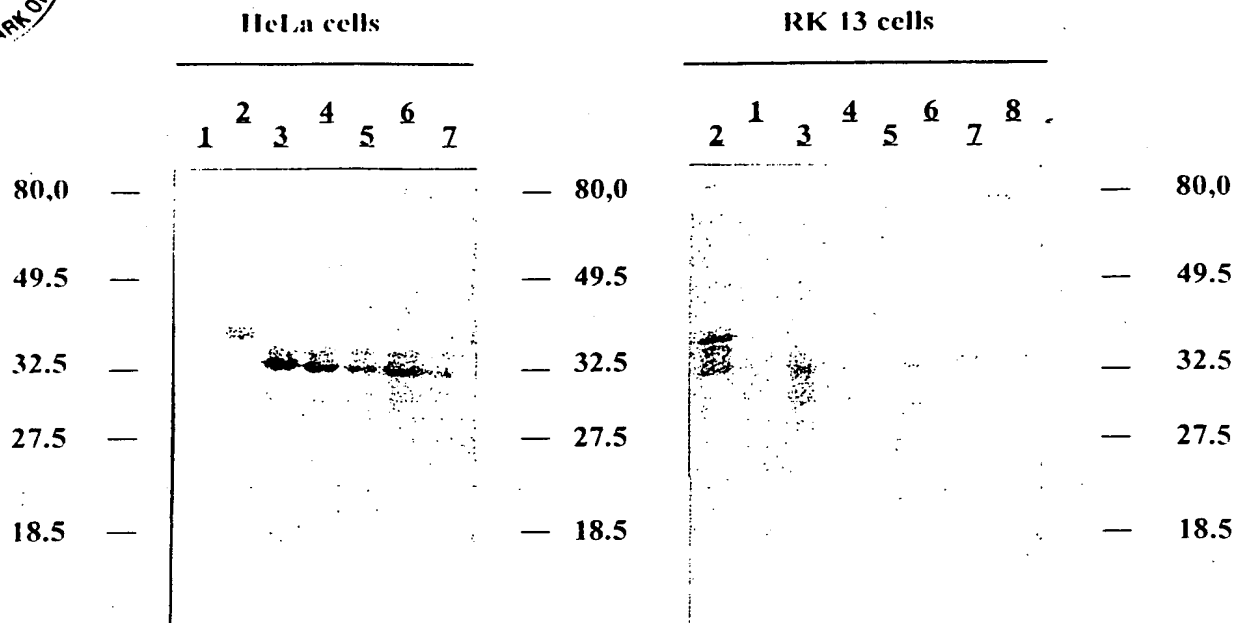 HeLa cells RK 13 cells
2 4 6 1 4 6 8
1 3 5 7 2 3 5 7
80,0 — — 80,0 — 80,0
49.5 — — 49.5 — 49.5
32.5 — — 32.5 — 32.5
27.5 — — 27.5 — 27.5
18.5 — — 18.5 — 18.5